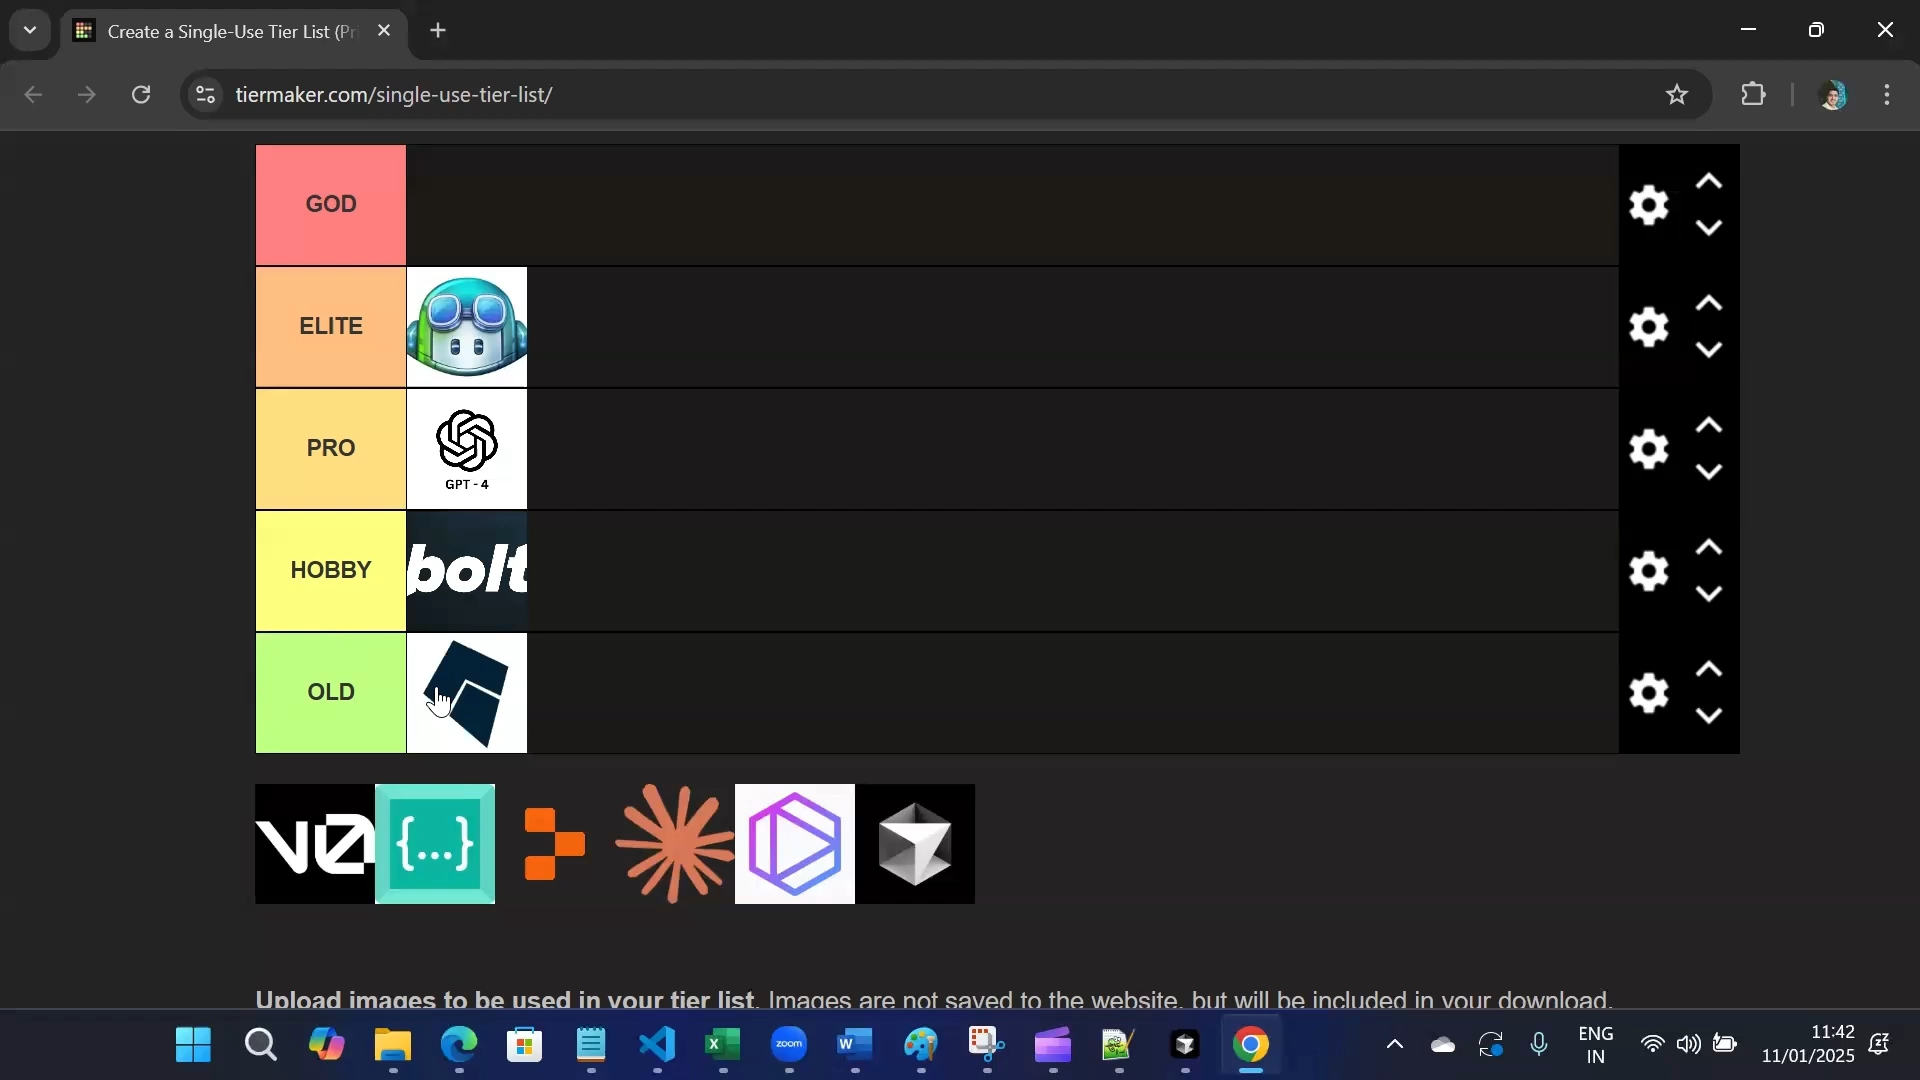 Create a Single-Use Tier List (Pr
tiermaker.com/single-use-tier-list/
GOD
ELITE
PRO
GPT - 4
HOBBY
bolt
OLD
v0
{...}
Upload images to be used in your tier list. Images are not saved to the website, but will be included in your download.
zoom
ENG
IN
11:42
11/01/2025